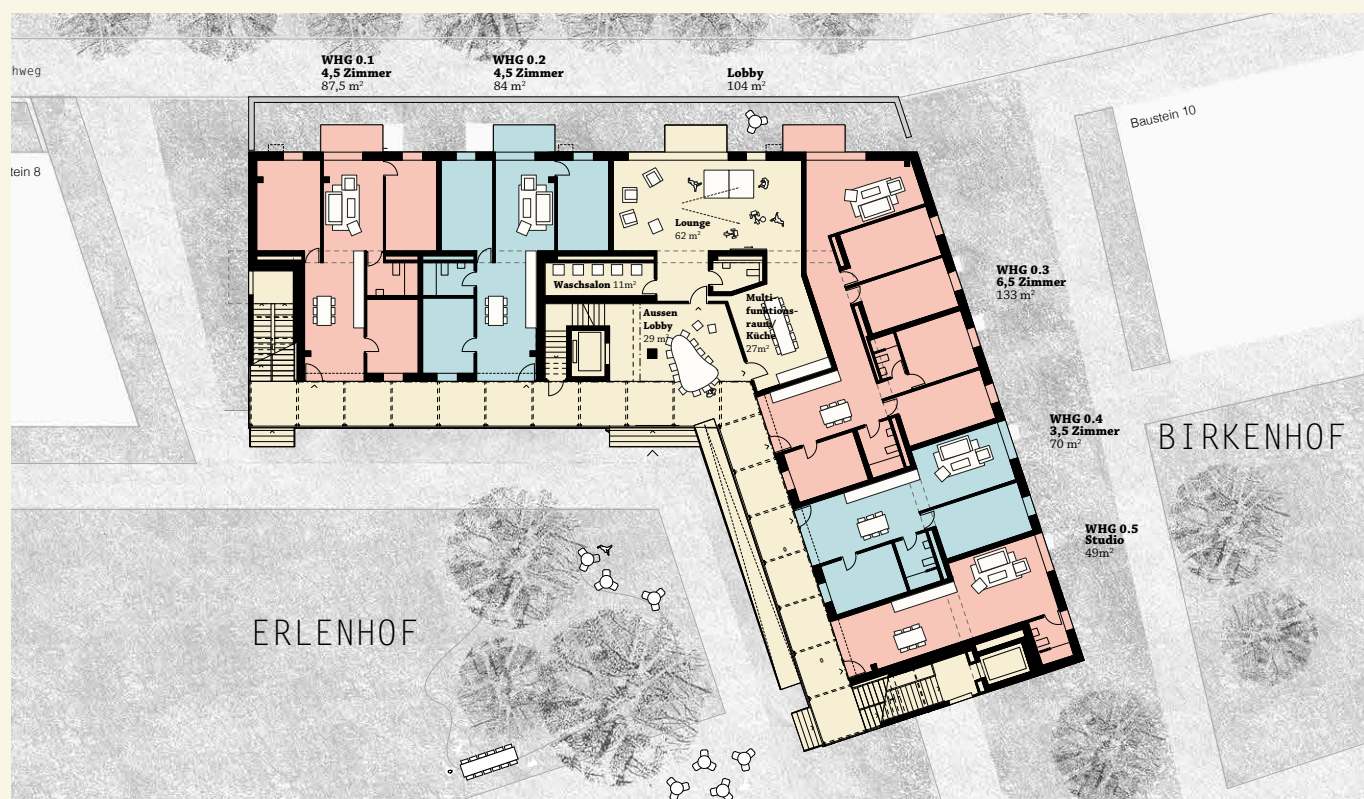 WHG 0.1
4,5 Zimmer
87,5 m²
WHG 0.2
4,5 Zimmer
84 m²
Lobby
104 m²
hweg
Baustein 10
tein 8
Lounge
62 m²
WHG 0.3
6,5 Zimmer
133 m²
Waschsalon 11m²
Aussen
Lobby
29 m²
Multi-
funktions-
raum/
Küche
27m²
WHG 0.4
3,5 Zimmer
70 m²
BIRKENHOF
WHG 0.5
Studio
49m²
ERLENHOF